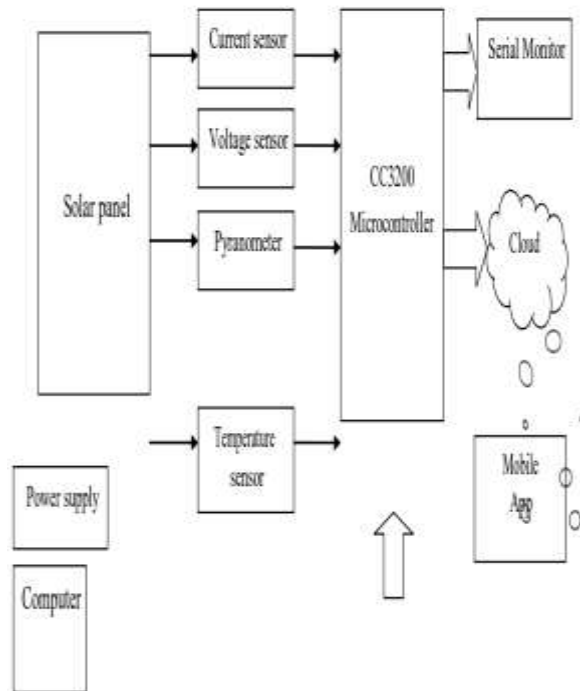 Current sensor
Serial Monitor
Voltage sensor
CC3200
Microcontroller
Solar panel
Pyranometer
Cloud
Temperature
sensor
Mobile
App
Power supply
Computer